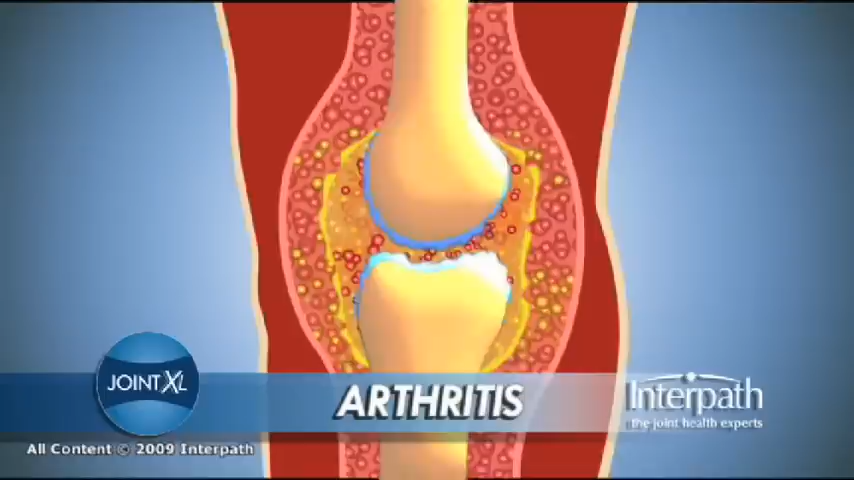 JOINT XL
ARTHRITIS
Interpath
the joint health experts
All Content © 2009 Interpath